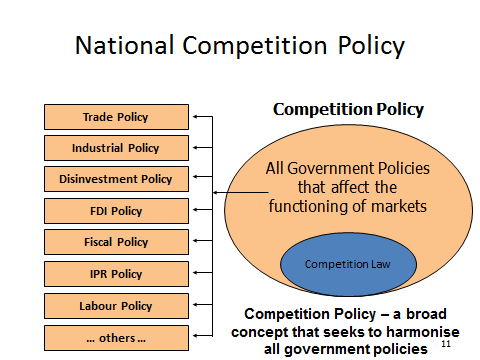 National Competition Policy
Trade Policy
Industrial Policy
Disinvestment Policy
FDI Policy
Fiscal Policy
IPR Policy
Labour Policy
... others ...
Competition Policy
All Government Policies
that affect the
functioning of markets
Competition Law
Competition Policy – a broad
concept that seeks to harmonise
all government policies
11